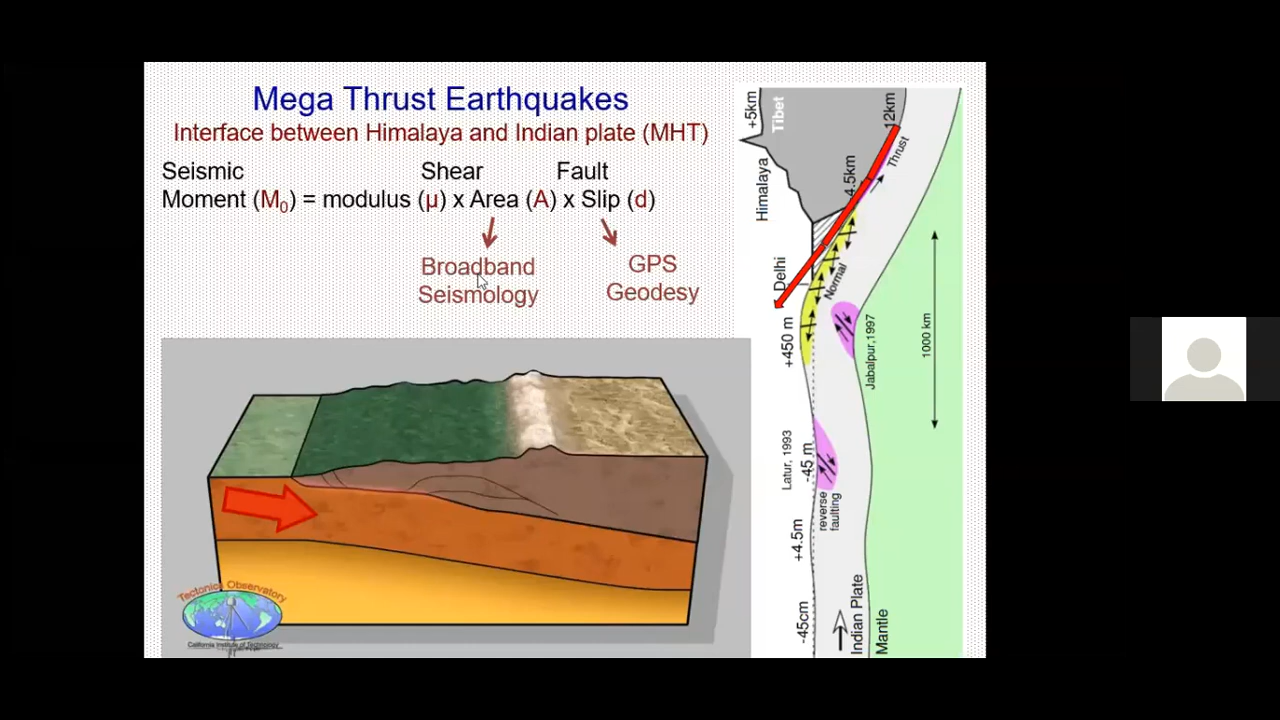 Mega Thrust Earthquakes
Interface between Himalaya and Indian plate (MHT)
Seismic Shear Fault
Moment (M0) = modulus (μ) x Area (A) x Slip (d)
Broadband
Seismology
GPS
Geodesy
Tectonics Observatory
California Institute of Technology
+5km
Tibet
12km
Himalaya
4.5km
Thrust
Delhi
Normal
+450 m
Jabalpur,1997
1000 km
Latur, 1993
-45 m
reverse
faulting
+4.5m
-45cm
Indian Plate
Mantle